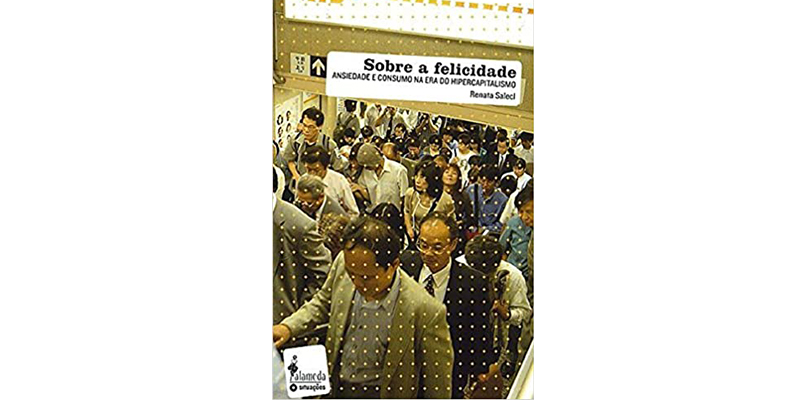 Sobre a felicidade
ANSIEDADE E CONSUMO NA ERA DO HIPERCAPITALISMO
Renata Salecl
alameda
situações